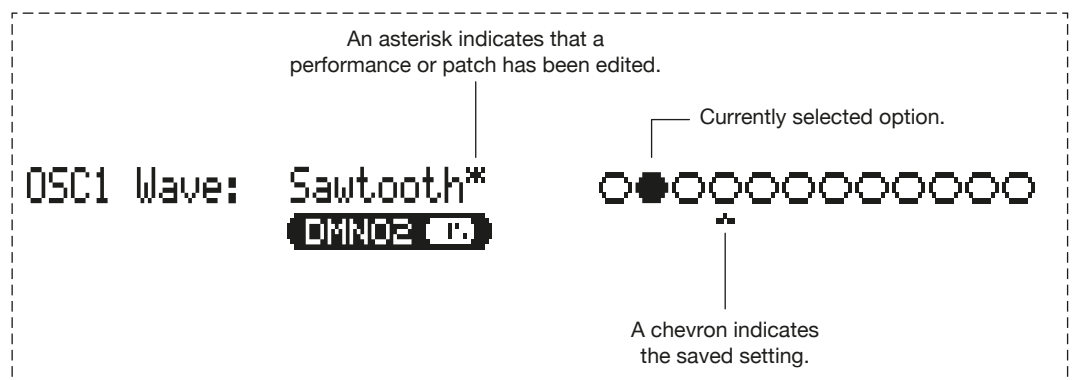 An asterisk indicates that a
performance or patch has been edited.
Currently selected option.
OSC1 Wave: Sawtooth*
DMNO2
A chevron indicates
the saved setting.